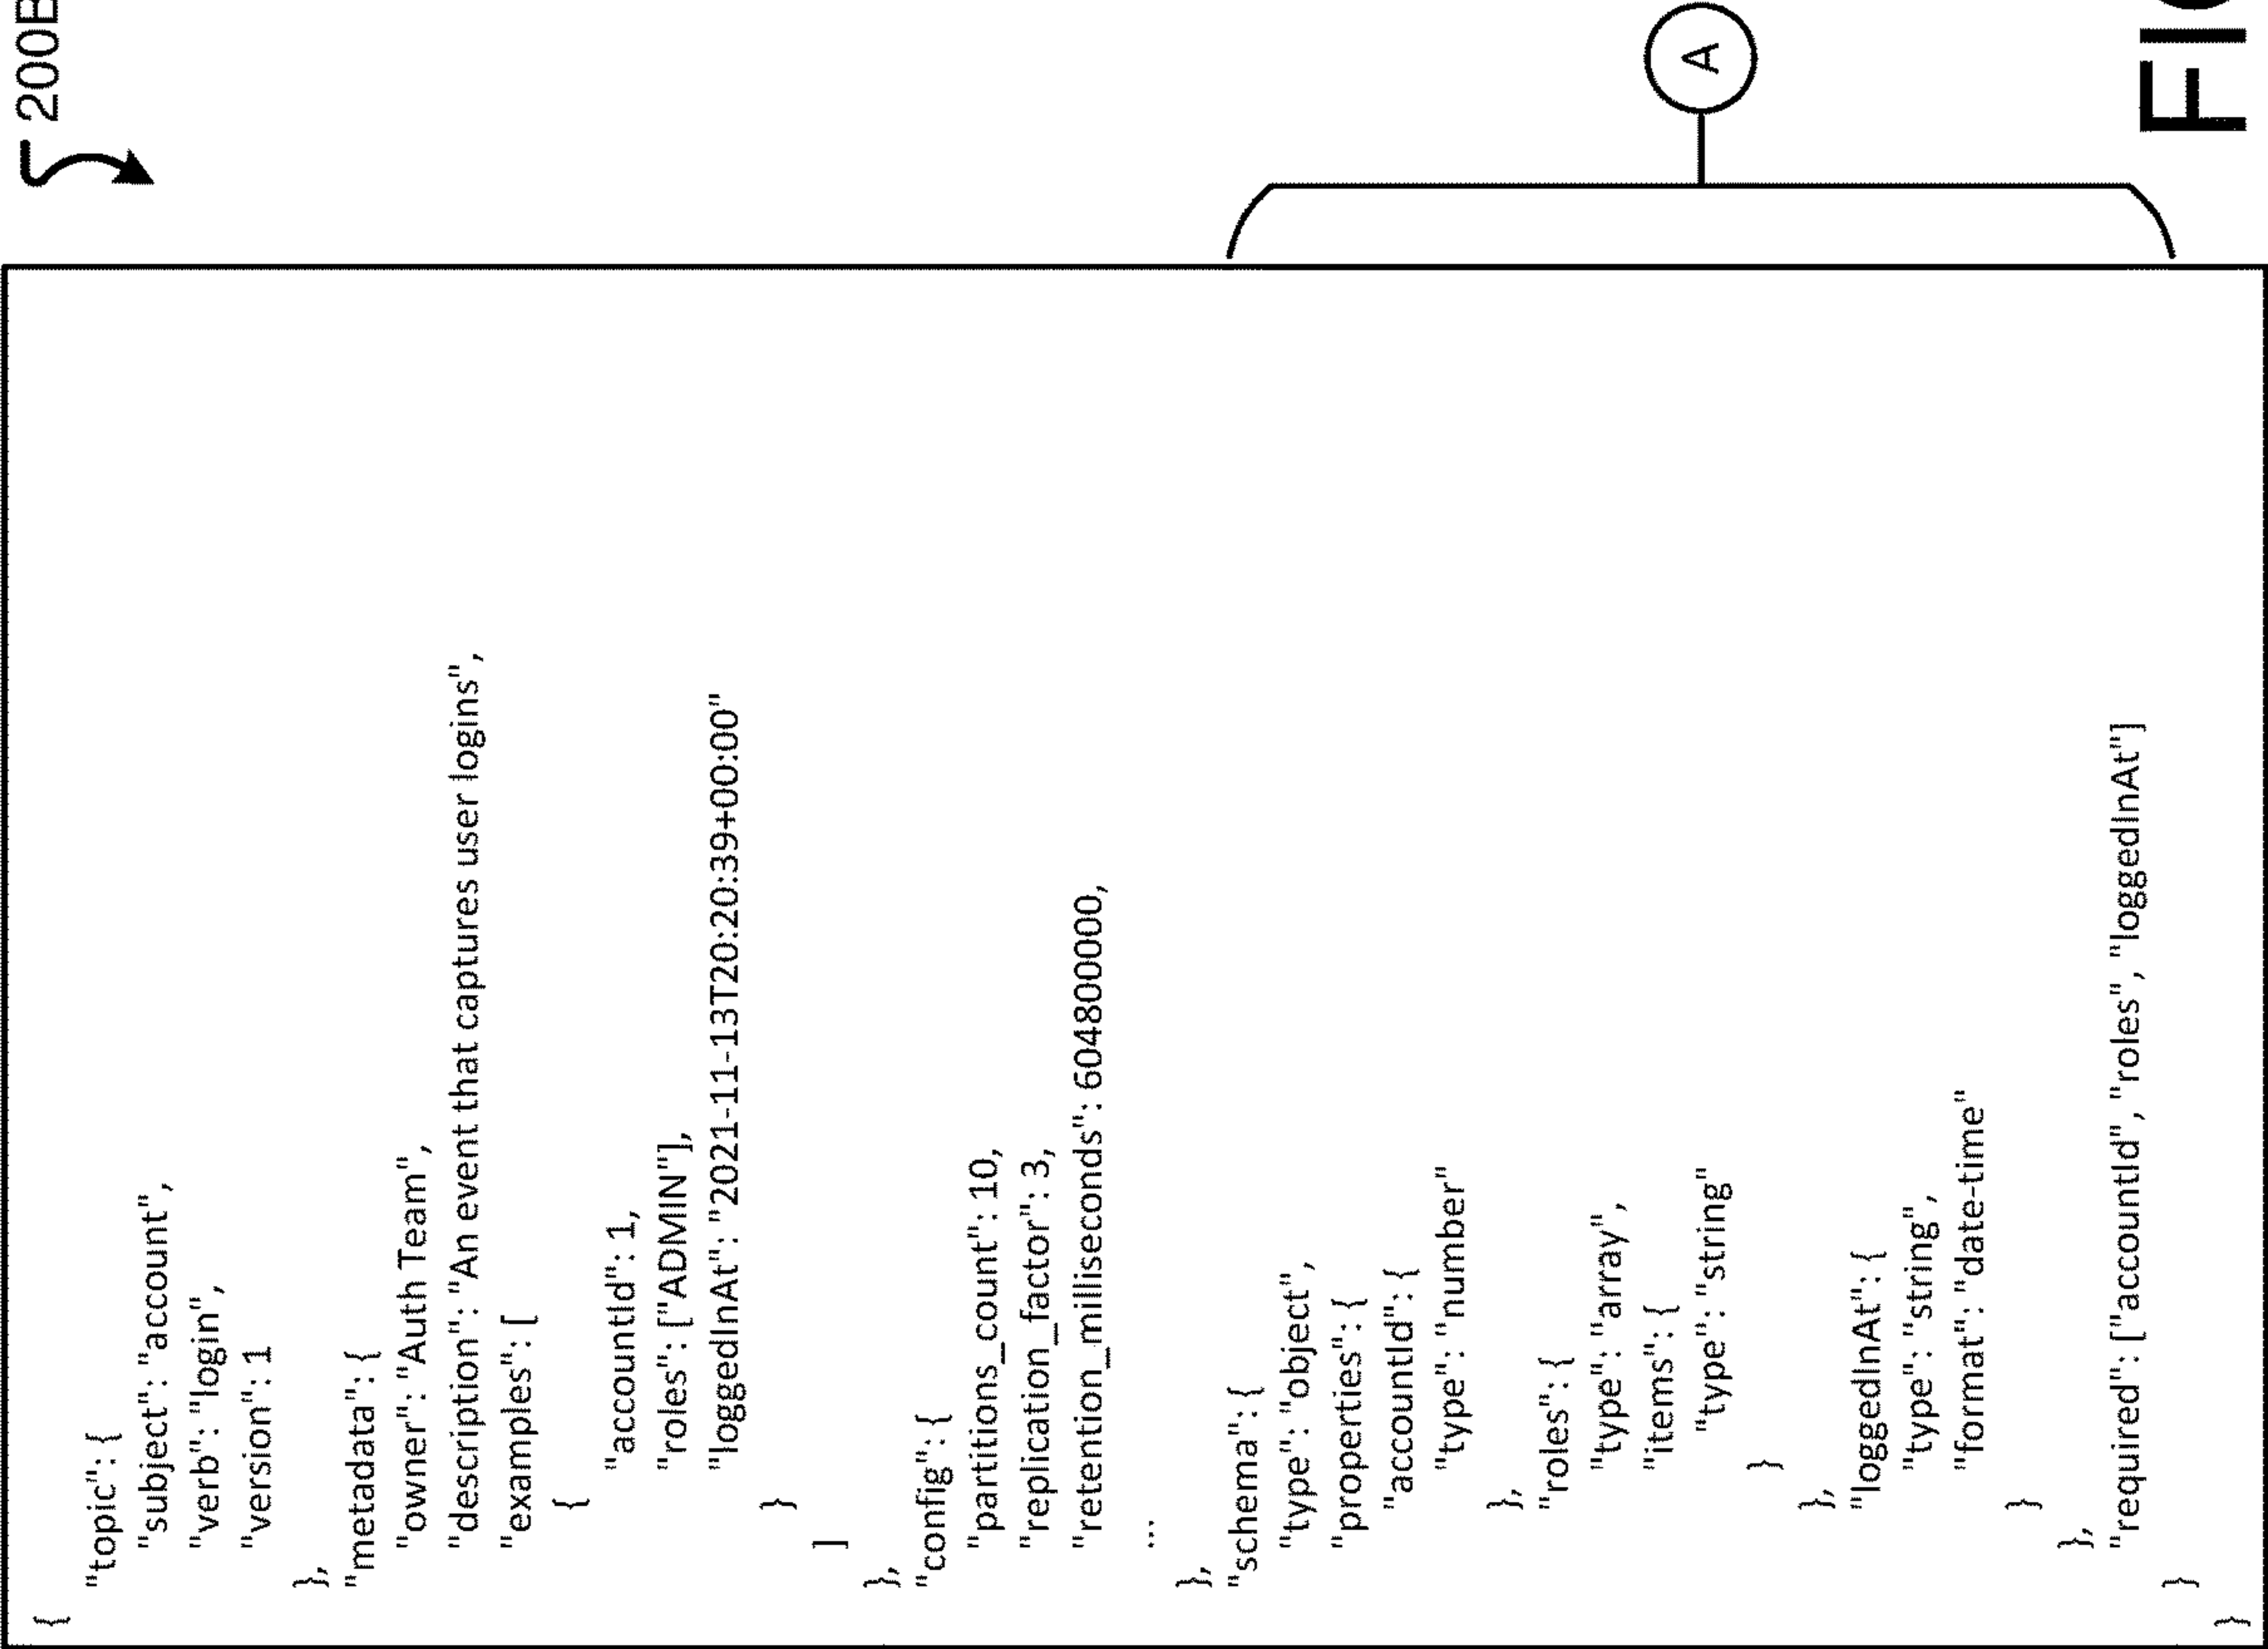 200B
{
"topic": {
"subject": "account",
"verb": "login",
"version": 1
},
"metadata": {
"owner": "Auth Team",
"description": "An event that captures user logins",
"examples": [
{
"accountId": 1,
"roles": ["ADMIN"],
"loggedInAt": "2021-11-13T20:20:39+00:00"
}
]
},
"config": {
"partitions_count": 10,
"replication_factor": 3,
"retention_milliseconds": 604800000,
...
},
"schema": {
"type": "object",
"properties": {
"accountId": {
"type": "number"
},
"roles": {
"type": "array",
"items": {
"type": "string"
}
},
"loggedInAt": {
"type": "string",
"format": "date-time"
}
},
"required": ["accountId", "roles", "loggedInAt"]
}
}
A